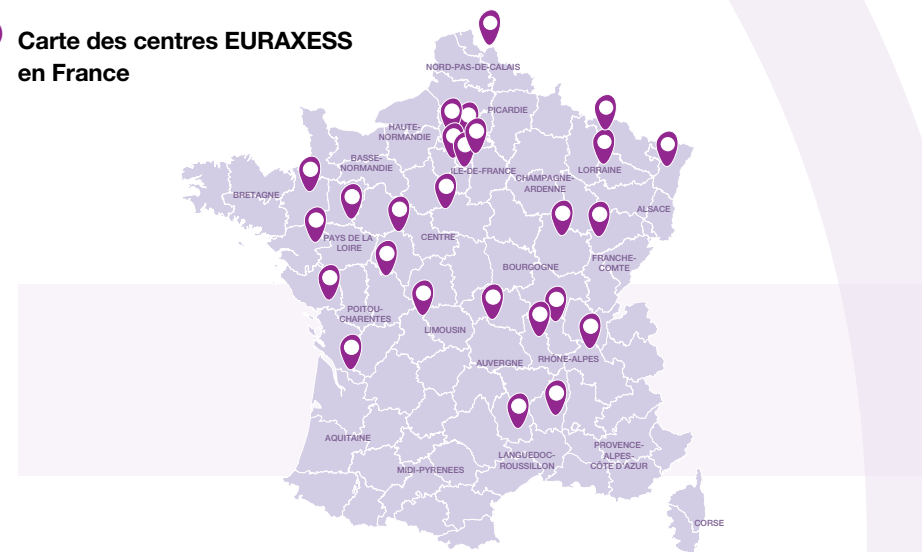 Carte des centres EURAXESS
en France
NORD-PAS-DE-CALAIS
PICARDIE
HAUTE-
NORMANDIE
BASSE-
NORMANDIE
ILE-DE-FRANCE
CHAMPAGNE-
ARDENNE
LORRAINE
ALSACE
BRETAGNE
PAYS DE LA
LOIRE
CENTRE
BOURGOGNE
FRANCHE-
COMTE
POITOU-
CHARENTES
LIMOUSIN
AUVERGNE
RHONE-ALPES
AQUITAINE
MIDI-PYRENEES
LANGUEDOC-
ROUSSILLON
PROVENCE-
ALPES-
CÔTE D'AZUR
CORSE